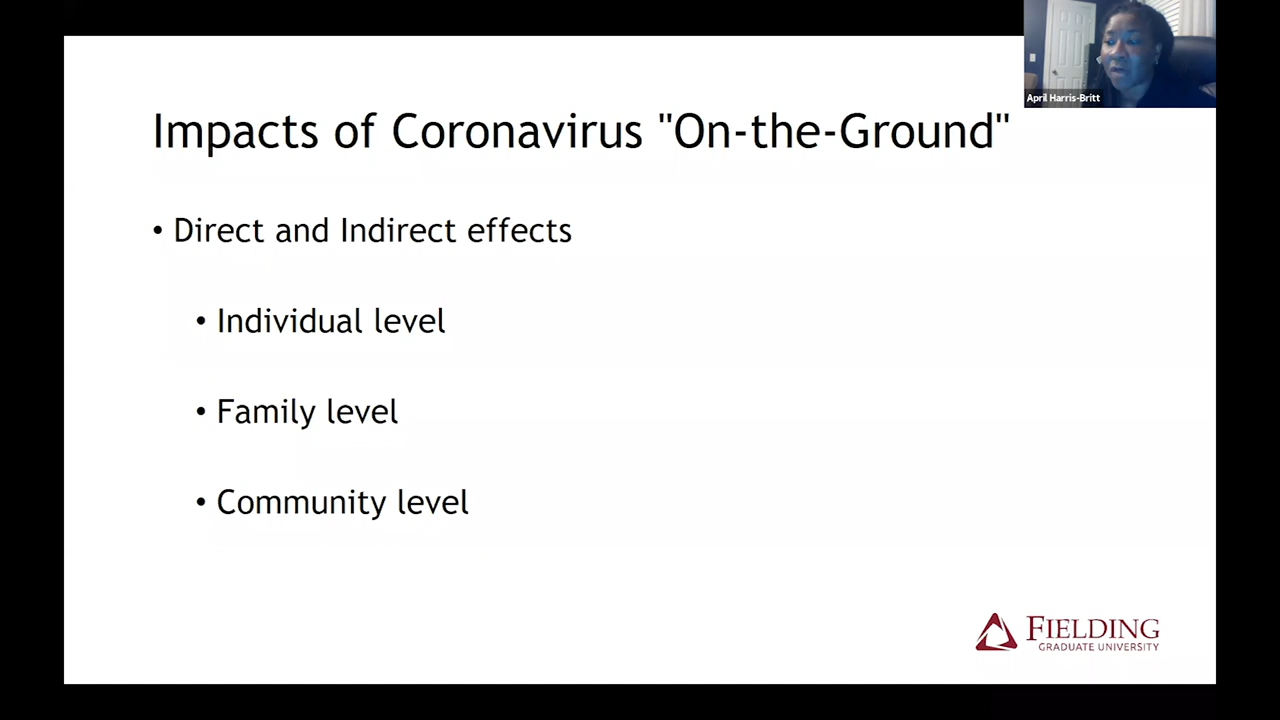 April Harris-Britt
Impacts of Coronavirus "On-the-Ground"
• Direct and Indirect effects
• Individual level
• Family level
• Community level
FIELDING
GRADUATE UNIVERSITY